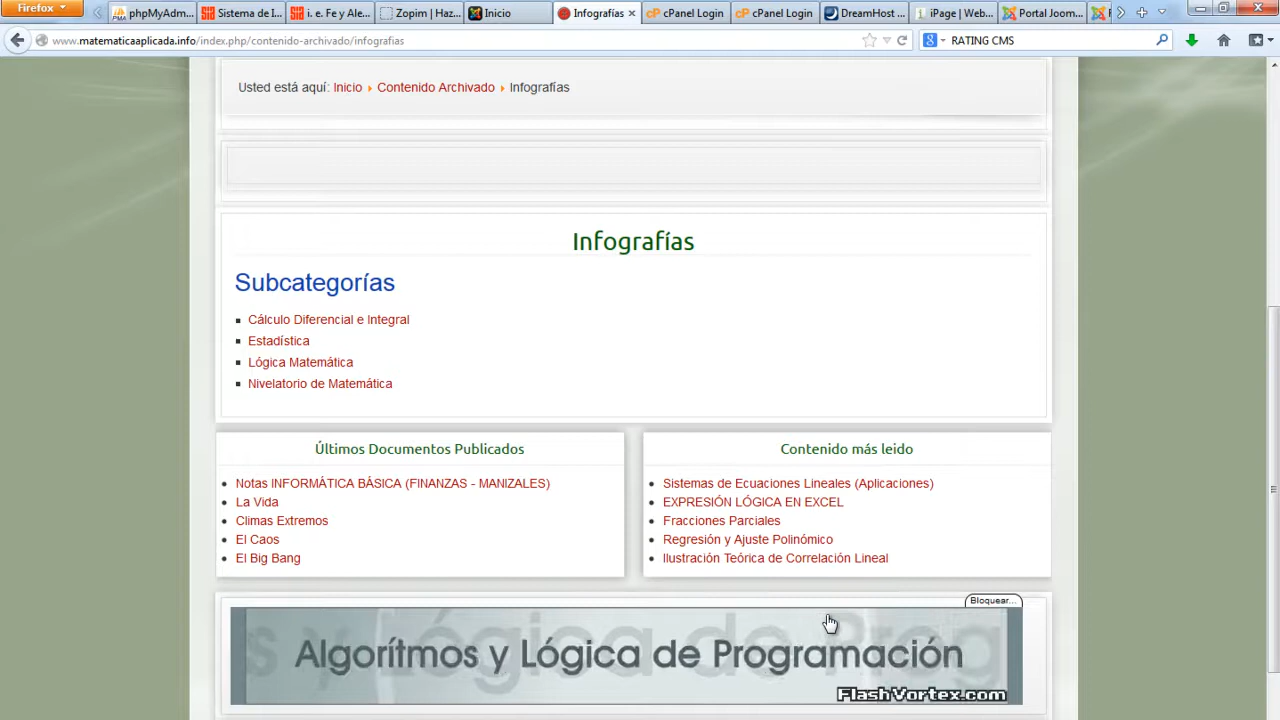 Firefox
phpMyAdm...
Sistema de I...
i. e. Fe y Ale...
Zopim | Haz...
Inicio
Infografías
cPanel Login
cPanel Login
DreamHost ...
iPage | Web...
Portal Joom...
www.matematicaaplicada.info/index.php/contenido-archivado/infografias
RATING CMS
Usted está aquí: Inicio Contenido Archivado Infografías
Infografías
Subcategorías
Cálculo Diferencial e Integral
Estadística
Lógica Matemática
Nivelatorio de Matemática
Últimos Documentos Publicados
Notas INFORMÁTICA BÁSICA (FINANZAS - MANIZALES)
La Vida
Climas Extremos
El Caos
El Big Bang
Contenido más leido
Sistemas de Ecuaciones Lineales (Aplicaciones)
EXPRESIÓN LÓGICA EN EXCEL
Fracciones Parciales
Regresión y Ajuste Polinómico
Ilustración Teórica de Correlación Lineal
Bloquear...
s y Lógica de Prog
Algorítmos y Lógica de Programación
FlashVortex.com